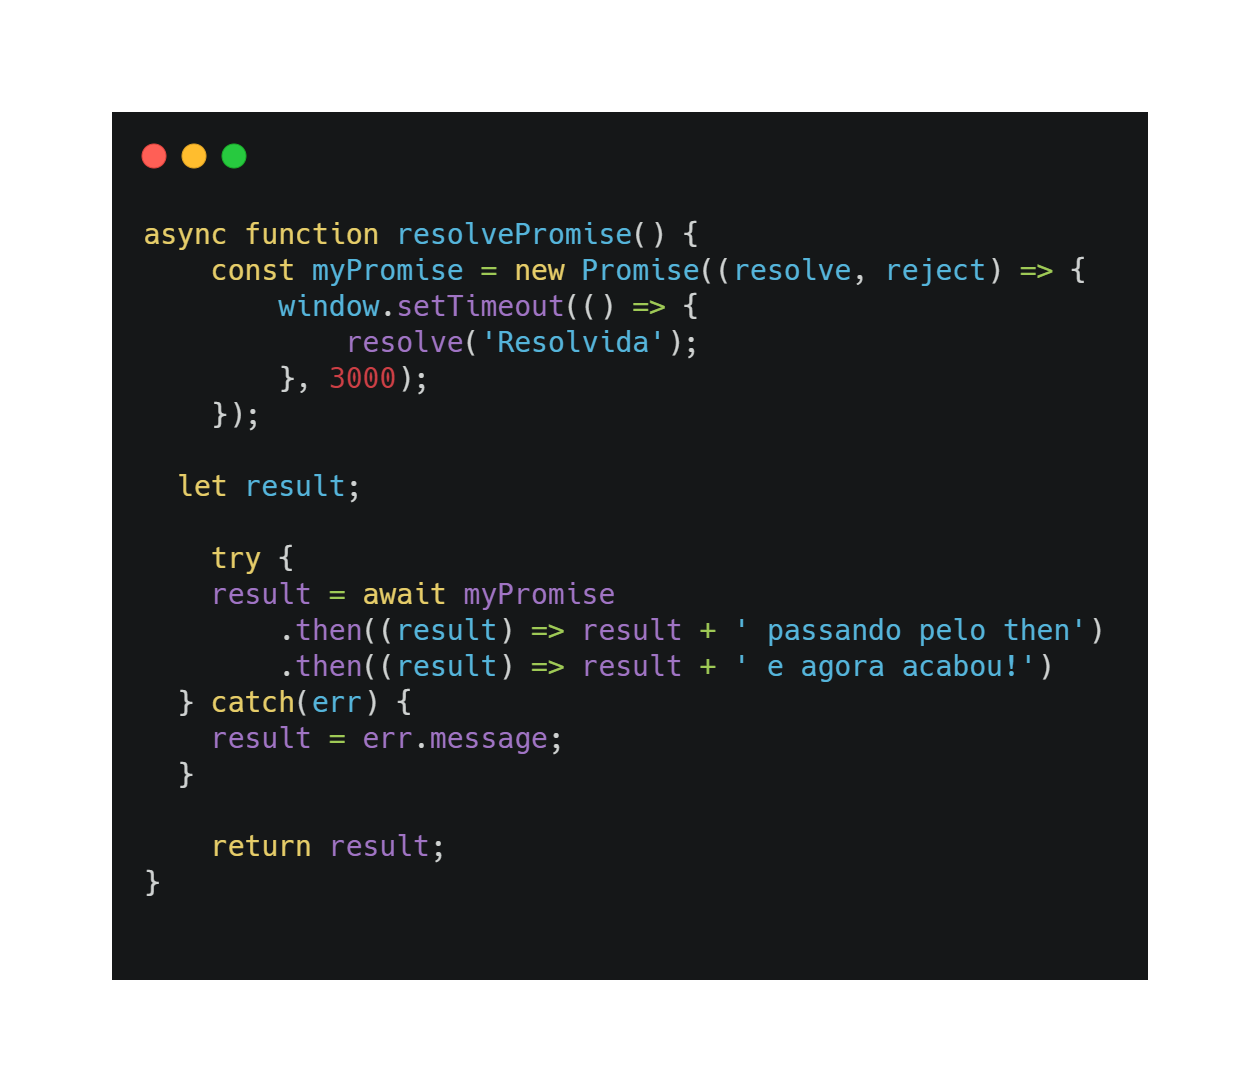 async function resolvePromise() {
    const myPromise = new Promise((resolve, reject) => {
        window.setTimeout(() => {
            resolve('Resolvida');
        }, 3000);
    });

  let result;

    try {
    result = await myPromise
        .then((result) => result + ' passando pelo then')
        .then((result) => result + ' e agora acabou!')
  } catch(err) {
    result = err.message;
  }

    return result;
}